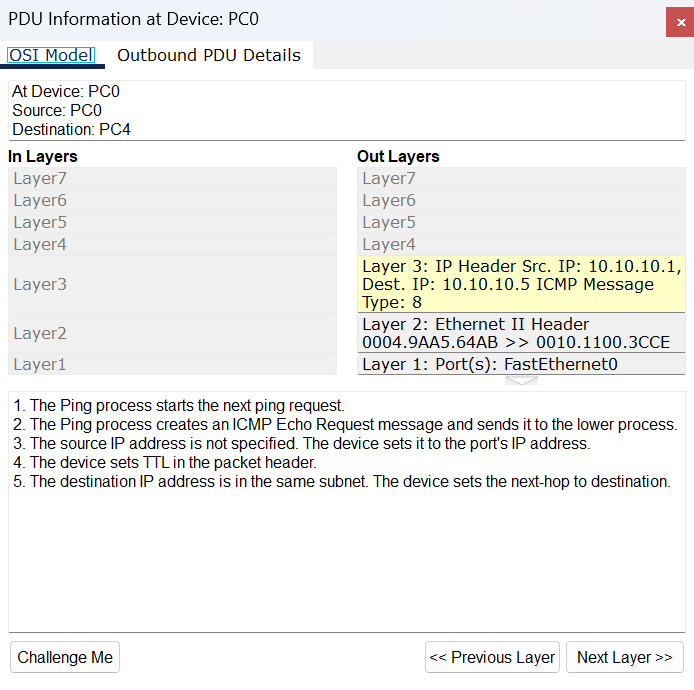 PDU Information at Device: PC0
×
OSI Model
Outbound PDU Details
At Device: PC0
Source: PC0
Destination: PC4
In Layers
Layer7
Layer6
Layer5
Layer4
Layer3
Layer2
Layer1
Out Layers
Layer7
Layer6
Layer5
Layer4
Layer 3: IP Header Src. IP: 10.10.10.1,
Dest. IP: 10.10.10.5 ICMP Message
Type: 8
Layer 2: Ethernet II Header
0004.9AA5.64AB >> 0010.1100.3CCE
Layer 1: Port(s): FastEthernet0
1. The Ping process starts the next ping request.
2. The Ping process creates an ICMP Echo Request message and sends it to the lower process.
3. The source IP address is not specified. The device sets it to the port's IP address.
4. The device sets TTL in the packet header.
5. The destination IP address is in the same subnet. The device sets the next-hop to destination.
Challenge Me
<< Previous Layer
Next Layer >>